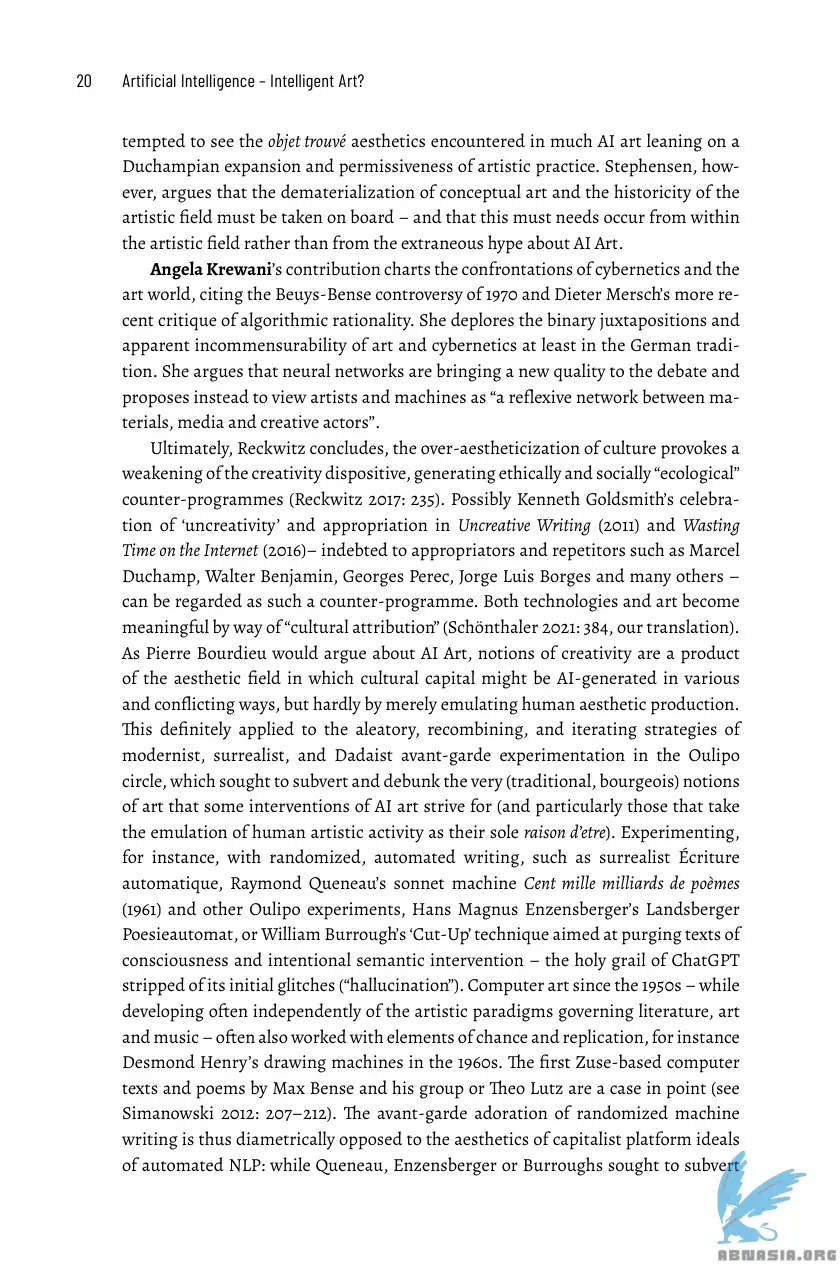 20 Artificial Intelligence – Intelligent Art?
tempted to see the objet trouvé aesthetics encountered in much AI art leaning on a
Duchampian expansion and permissiveness of artistic practice. Stephensen, how-
ever, argues that the dematerialization of conceptual art and the historicity of the
artistic field must be taken on board – and that this must needs occur from within
the artistic field rather than from the extraneous hype about AI Art.
Angela Krewani’s contribution charts the confrontations of cybernetics and the
art world, citing the Beuys-Bense controversy of 1970 and Dieter Mersch’s more re-
cent critique of algorithmic rationality. She deplores the binary juxtapositions and
apparent incommensurability of art and cybernetics at least in the German tradi-
tion. She argues that neural networks are bringing a new quality to the debate and
proposes instead to view artists and machines as “a reflexive network between ma-
terials, media and creative actors”.
Ultimately, Reckwitz concludes, the over-aestheticization of culture provokes a
weakening of the creativity dispositive, generating ethically and socially “ecological”
counter-programmes (Reckwitz 2017: 235). Possibly Kenneth Goldsmith’s celebra-
tion of ‘uncreativity’ and appropriation in Uncreative Writing (2011) and Wasting
Time on the Internet (2016)– indebted to appropriators and repetitors such as Marcel
Duchamp, Walter Benjamin, Georges Perec, Jorge Luis Borges and many others –
can be regarded as such a counter-programme. Both technologies and art become
meaningful by way of “cultural attribution” (Schönthaler 2021: 384, our translation).
As Pierre Bourdieu would argue about AI Art, notions of creativity are a product
of the aesthetic field in which cultural capital might be AI-generated in various
and conflicting ways, but hardly by merely emulating human aesthetic production.
This definitely applied to the aleatory, recombining, and iterating strategies of
modernist, surrealist, and Dadaist avant-garde experimentation in the Oulipo
circle, which sought to subvert and debunk the very (traditional, bourgeois) notions
of art that some interventions of AI art strive for (and particularly those that take
the emulation of human artistic activity as their sole raison d’etre). Experimenting,
for instance, with randomized, automated writing, such as surrealist Écriture
automatique, Raymond Queneau’s sonnet machine Cent mille milliards de poèmes
(1961) and other Oulipo experiments, Hans Magnus Enzensberger’s Landsberger
Poesieautomat, or William Burrough’s ‘Cut-Up’ technique aimed at purging texts of
consciousness and intentional semantic intervention – the holy grail of ChatGPT
stripped of its initial glitches (“hallucination”). Computer art since the 1950s – while
developing often independently of the artistic paradigms governing literature, art
and music – often also worked with elements of chance and replication, for instance
Desmond Henry’s drawing machines in the 1960s. The first Zuse-based computer
texts and poems by Max Bense and his group or Theo Lutz are a case in point (see
Simanowski 2012: 207–212). The avant-garde adoration of randomized machine
writing is thus diametrically opposed to the aesthetics of capitalist platform ideals
of automated NLP: while Queneau, Enzensberger or Burroughs sought to subvert
ABNASIA.ORG